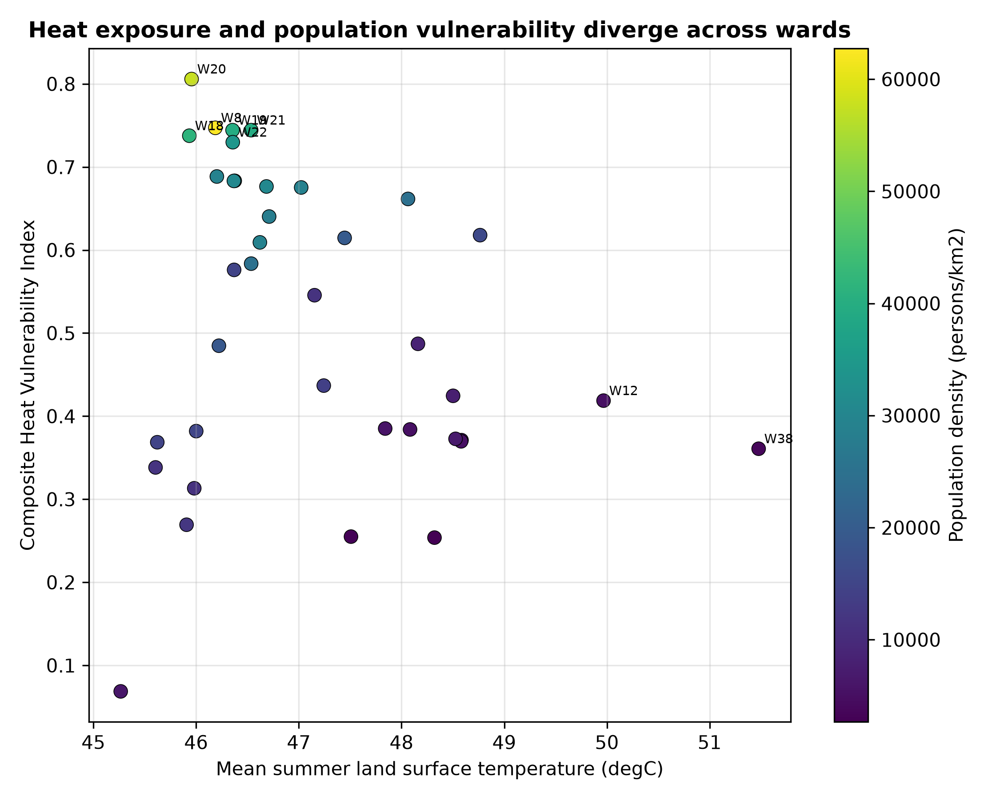 Heat exposure and population vulnerability diverge across wards
W20
W8
W19
W21
W18
W22
W12
W38
0.8
0.7
0.6
0.5
0.4
0.3
0.2
0.1
Composite Heat Vulnerability Index
45
46
47
48
49
50
51
Mean summer land surface temperature (degC)
60000
50000
40000
30000
20000
10000
Population density (persons/km2)